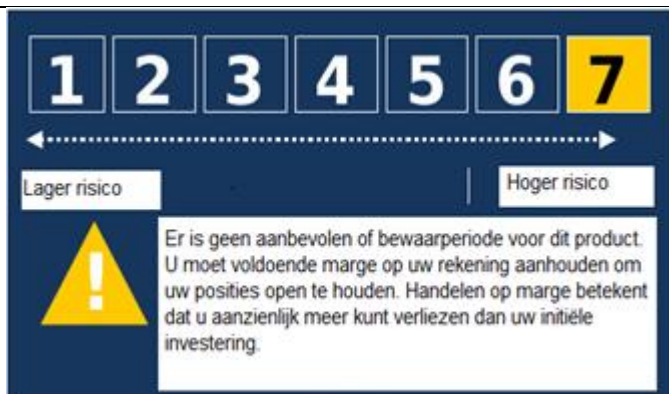 1 2 3 4 5 6 7
Lager risico Hoger risico
!
Er is geen aanbevolen of bewaarperiode voor dit product.
U moet voldoende marge op uw rekening aanhouden om
uw posities open te houden. Handelen op marge betekent
dat u aanzienlijk meer kunt verliezen dan uw initiële
investering.